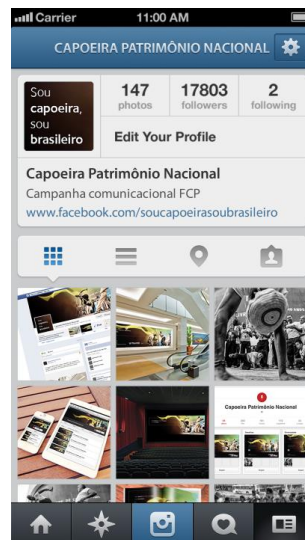 Carrier 11:00 AM
CAPOEIRA PATRIMÔNIO NACIONAL
Sou
capoeira,
sou
brasileiro
147 17803 2
photos followers following
Edit Your Profile
Capoeira Patrimônio Nacional
Campanha comunicacional FCP
www.facebook.com/soucapoeirasoubrasileiro
Capoeira Patrimônio Nacional